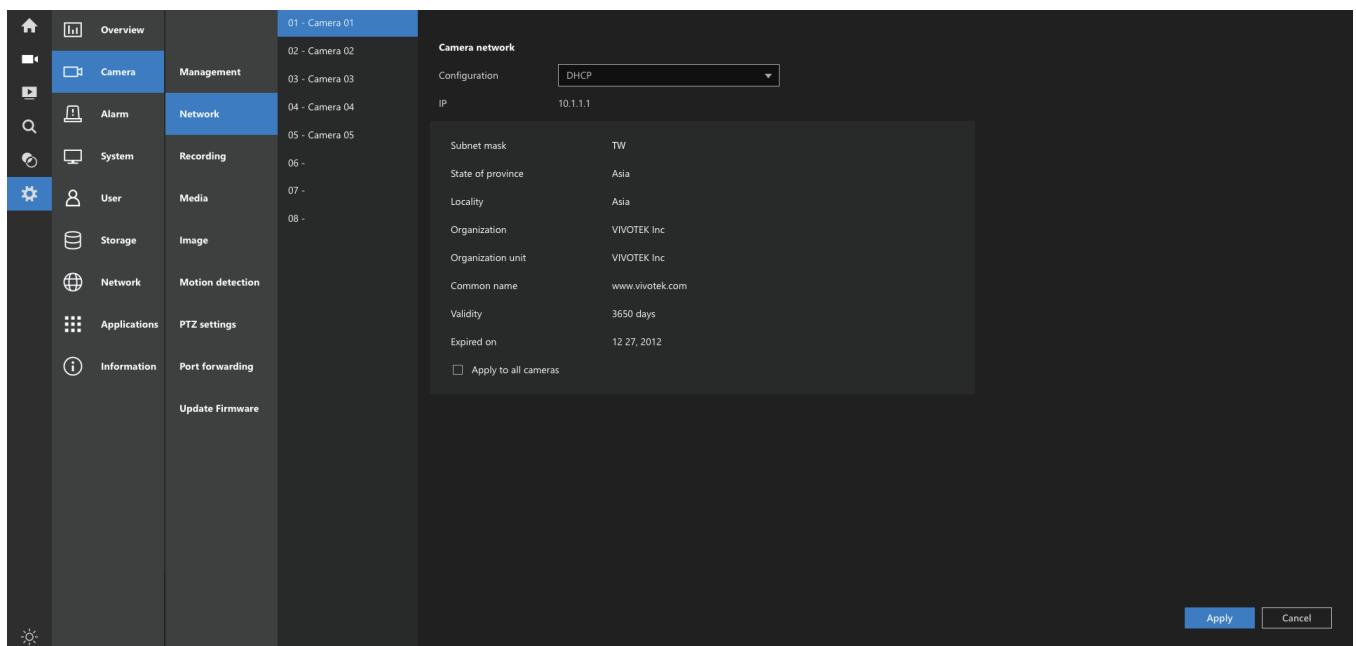 Overview
Camera
Alarm
System
User
Storage
Network
Applications
Information
Management
Network
Recording
Media
Image
Motion detection
PTZ settings
Port forwarding
Update Firmware
01 - Camera 01
02 - Camera 02
03 - Camera 03
04 - Camera 04
05 - Camera 05
06 -
07 -
08 -
Camera network
Configuration DHCP
IP 10.1.1.1
Subnet mask TW
State of province Asia
Locality Asia
Organization VIVOTEK Inc
Organization unit VIVOTEK Inc
Common name www.vivotek.com
Validity 3650 days
Expired on 12 27, 2012
Apply to all cameras
Apply Cancel